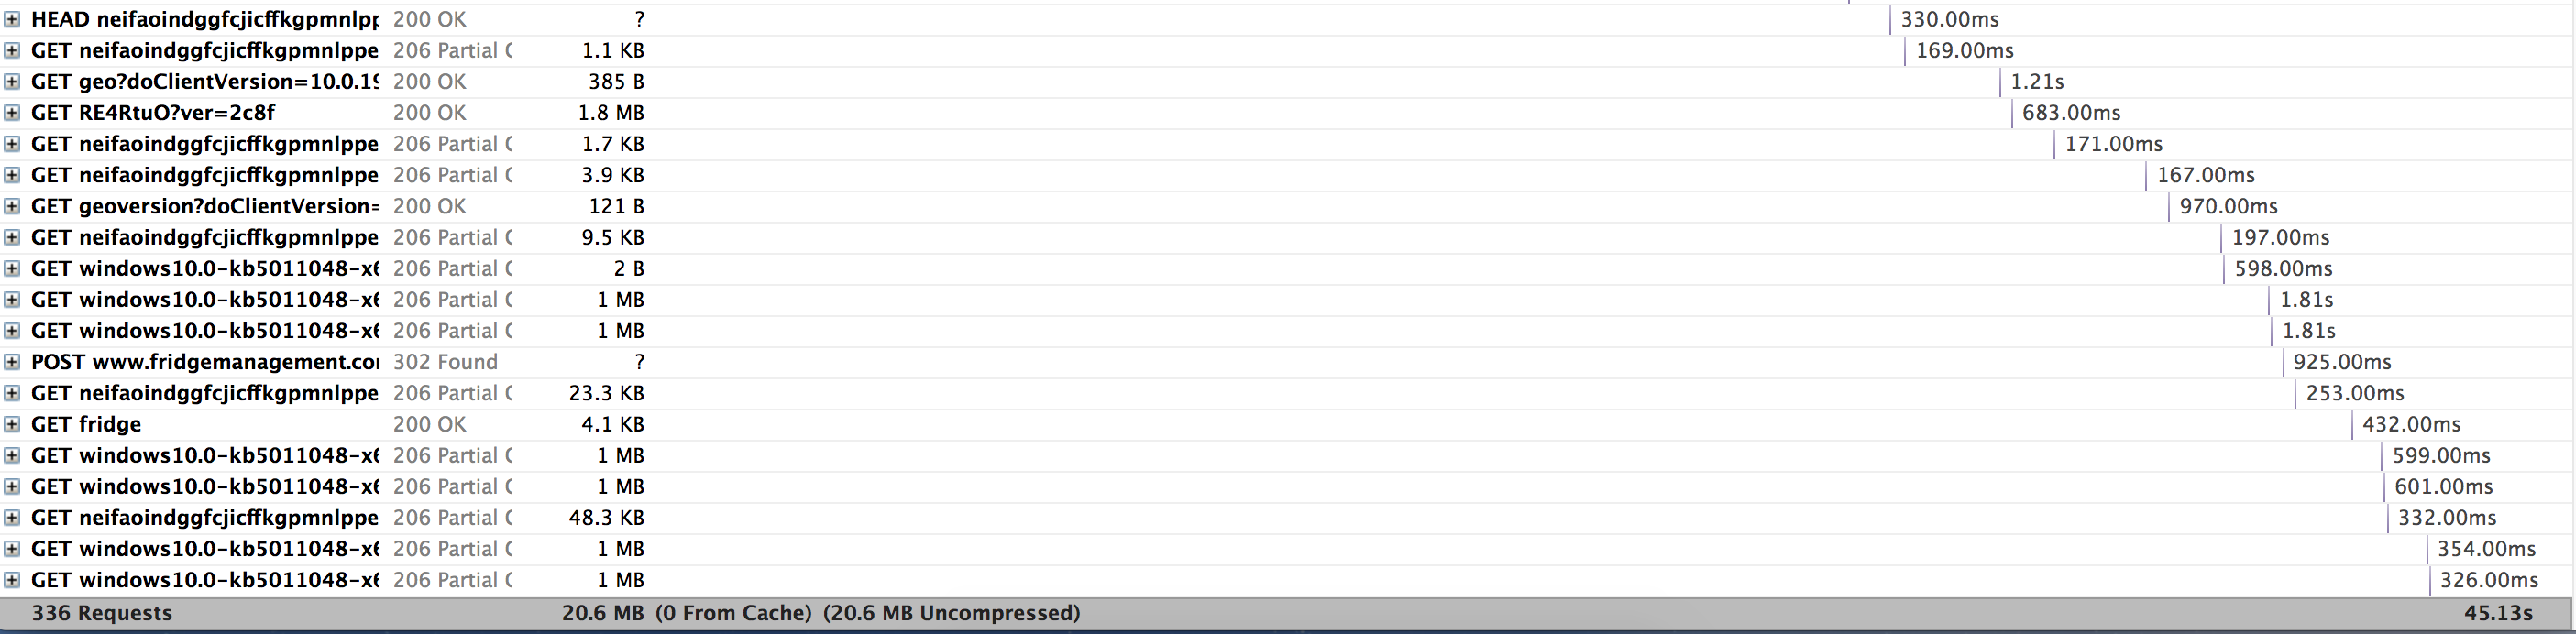 HEAD neifaoindggfcjicffkgpmnlpp 200 OK ? 330.00ms
GET neifaoindggfcjicffkgpmnlppe 206 Partial C 1.1 KB 169.00ms
GET geo?doClientVersion=10.0.19 200 OK 385 B 1.21s
GET RE4RtuO?ver=2c8f 200 OK 1.8 MB 683.00ms
GET neifaoindggfcjicffkgpmnlppe 206 Partial C 1.7 KB 171.00ms
GET neifaoindggfcjicffkgpmnlppe 206 Partial C 3.9 KB 167.00ms
GET geoversion?doClientVersion= 200 OK 121 B 970.00ms
GET neifaoindggfcjicffkgpmnlppe 206 Partial C 9.5 KB 197.00ms
GET windows10.0-kb5011048-x6 206 Partial C 2 B 598.00ms
GET windows10.0-kb5011048-x6 206 Partial C 1 MB 1.81s
GET windows10.0-kb5011048-x6 206 Partial C 1 MB 1.81s
POST www.fridgemanagement.co 302 Found ? 925.00ms
GET neifaoindggfcjicffkgpmnlppe 206 Partial C 23.3 KB 253.00ms
GET fridge 200 OK 4.1 KB 432.00ms
GET windows10.0-kb5011048-x6 206 Partial C 1 MB 599.00ms
GET windows10.0-kb5011048-x6 206 Partial C 1 MB 601.00ms
GET neifaoindggfcjicffkgpmnlppe 206 Partial C 48.3 KB 332.00ms
GET windows10.0-kb5011048-x6 206 Partial C 1 MB 354.00ms
GET windows10.0-kb5011048-x6 206 Partial C 1 MB 326.00ms
336 Requests 20.6 MB (0 From Cache) (20.6 MB Uncompressed) 45.13s